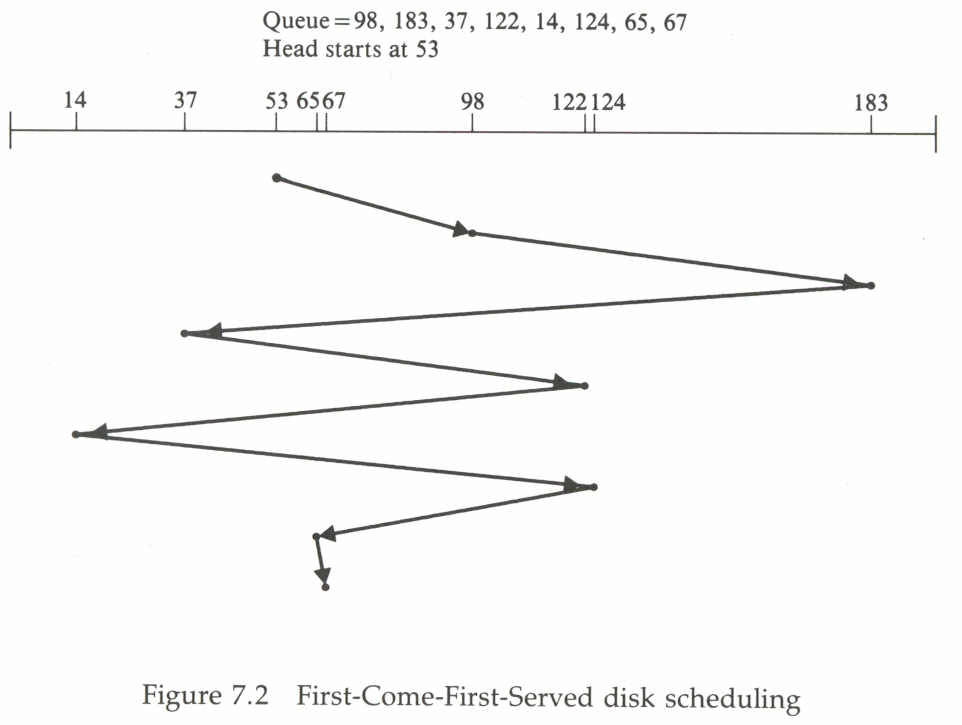 Queue=98, 183, 37, 122, 14, 124, 65, 67
Head starts at 53
14 37 53 65 67 98 122 124 183
Figure 7.2 First-Come-First-Served disk scheduling